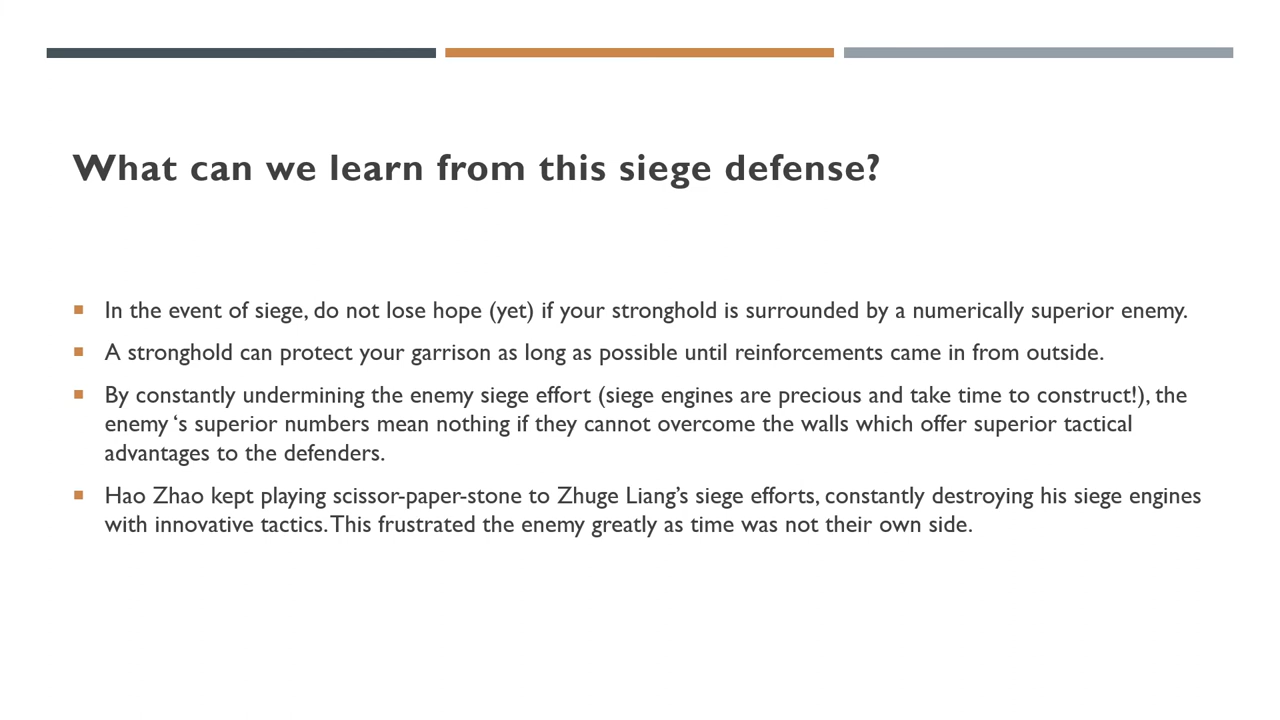 What can we learn from this siege defense?
In the event of siege, do not lose hope (yet) if your stronghold is surrounded by a numerically superior enemy.
A stronghold can protect your garrison as long as possible until reinforcements came in from outside.
By constantly undermining the enemy siege effort (siege engines are precious and take time to construct!), the
enemy ‘s superior numbers mean nothing if they cannot overcome the walls which offer superior tactical
advantages to the defenders.
Hao Zhao kept playing scissor-paper-stone to Zhuge Liang’s siege efforts, constantly destroying his siege engines
with innovative tactics. This frustrated the enemy greatly as time was not their own side.